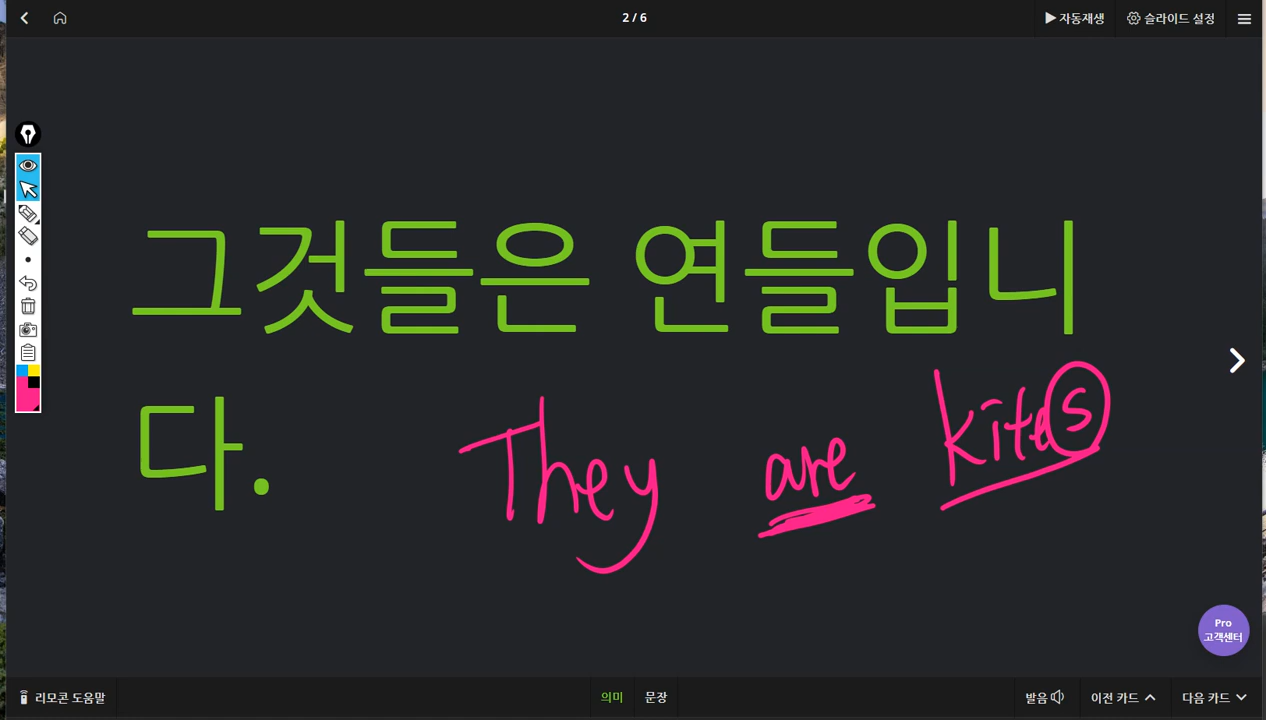 2 / 6
자동재생
슬라이드 설정
그것들은 연들입니
다.
They are kites
Pro
고객센터
리모콘 도움말
의미
문장
발음
이전 카드
다음 카드